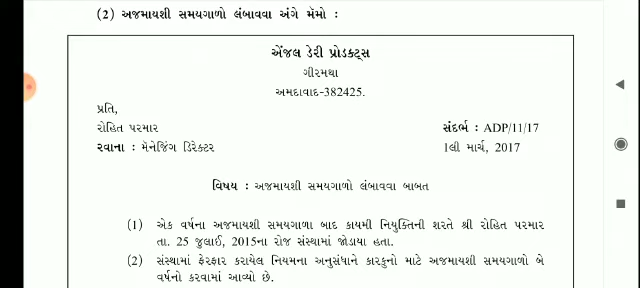 (2) અજમાયશી સમયગાળો લંબાવવા અંગે મૅમો :
એંજલ ડેરી પ્રોડક્ટ્સ
ગીરમથા
અમદાવાદ-382425.
પ્રતિ,
રોહિત પરમાર સંદર્ભ : ADP/11/17
રવાના : મૅનેજિંગ ડિરેક્ટર 1લી માર્ચ, 2017
વિષય : અજમાયશી સમયગાળો લંબાવવા બાબત
(1) એક વર્ષના અજમાયશી સમયગાળા બાદ કાયમી નિયુક્તિની શરતે શ્રી રોહિત પરમાર
તા. 25 જુલાઈ, 2015ના રોજ સંસ્થામાં જોડાયા હતા.
(2) સંસ્થામાં ફેરફાર કરાયેલ નિયમના અનુસંધાને કારકુનો માટે અજમાયશી સમયગાળો બે
વર્ષનો કરવામાં આવ્યો છે.